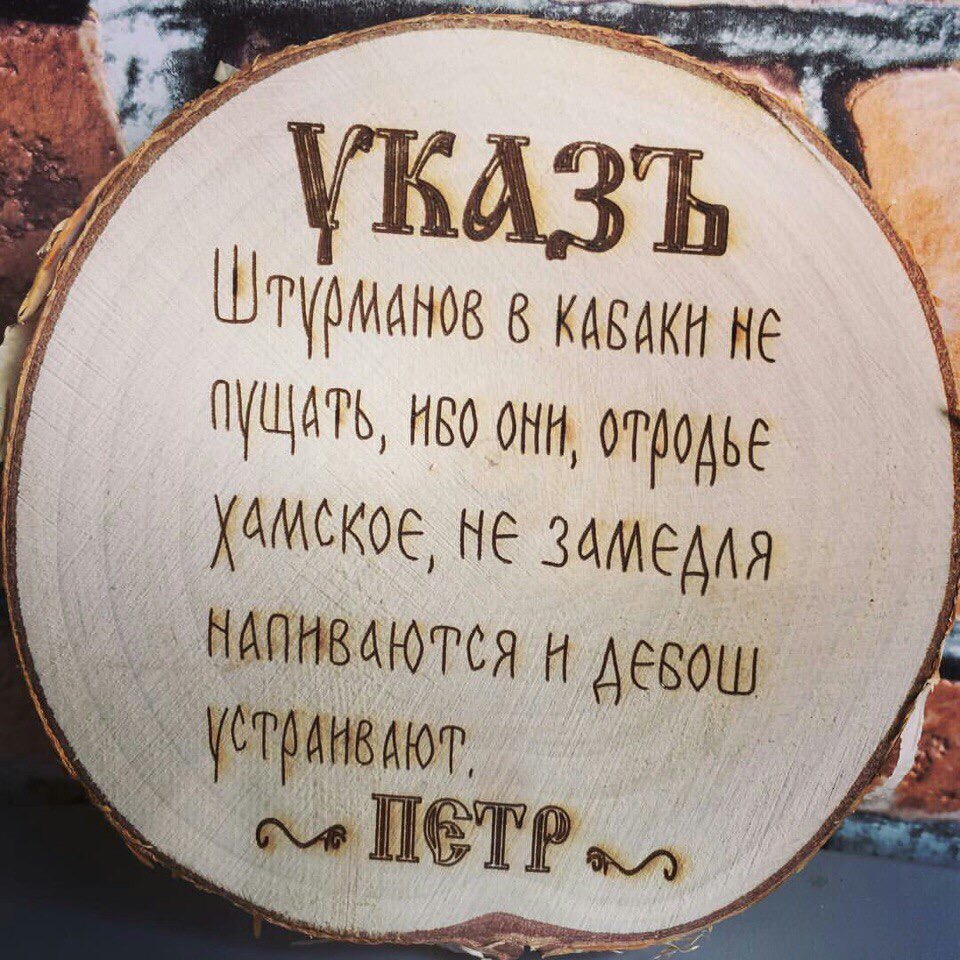 УКАЗЪ
Штурманов в кабаки не
пущать, ибо они, отродье
хамское, не замедля
напиваются и дебош
устраивают.
ПЕТР